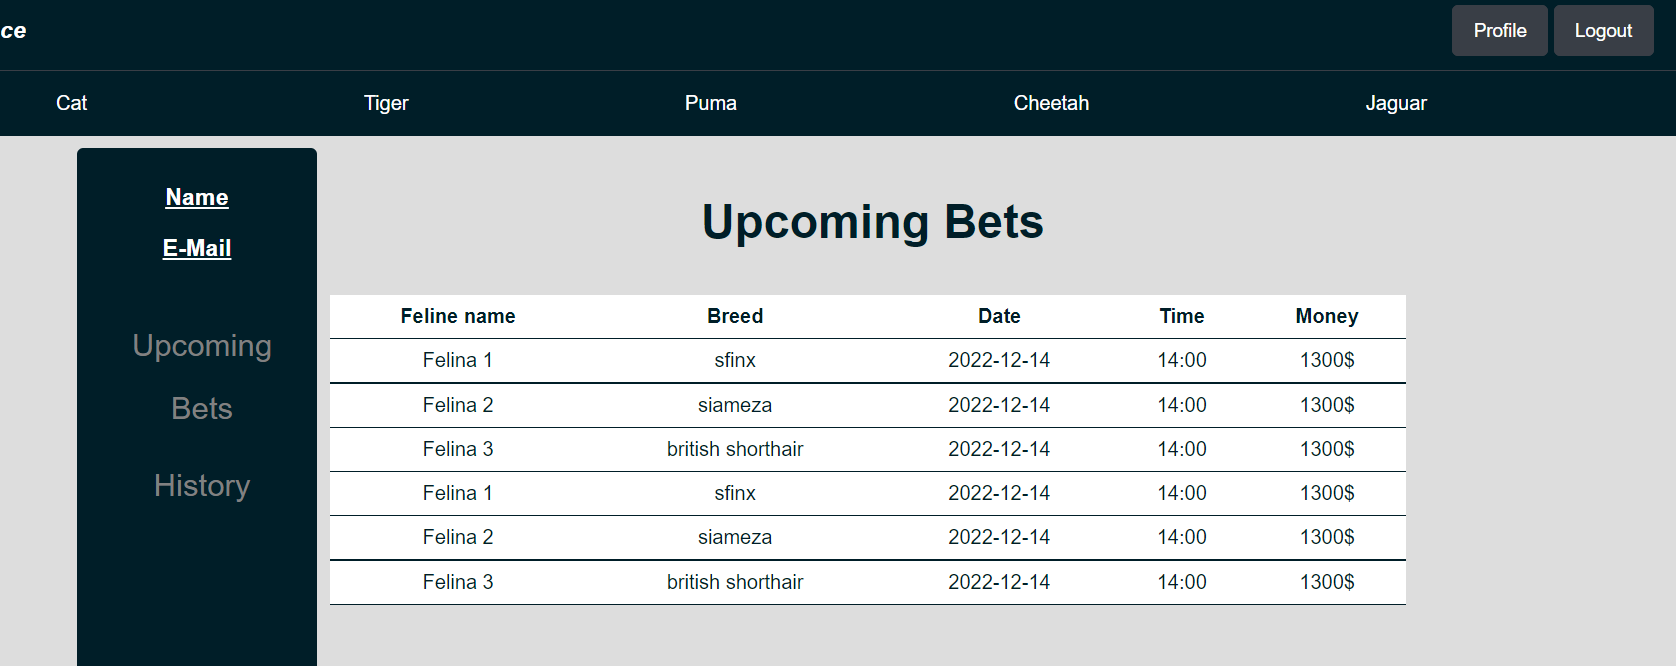 ce
Profile Logout
Cat Tiger Puma Cheetah Jaguar
Name
E-Mail
Upcoming
Bets
History
Upcoming Bets
Feline name Breed Date Time Money
Felina 1 sfinx 2022-12-14 14:00 1300$
Felina 2 siameza 2022-12-14 14:00 1300$
Felina 3 british shorthair 2022-12-14 14:00 1300$
Felina 1 sfinx 2022-12-14 14:00 1300$
Felina 2 siameza 2022-12-14 14:00 1300$
Felina 3 british shorthair 2022-12-14 14:00 1300$